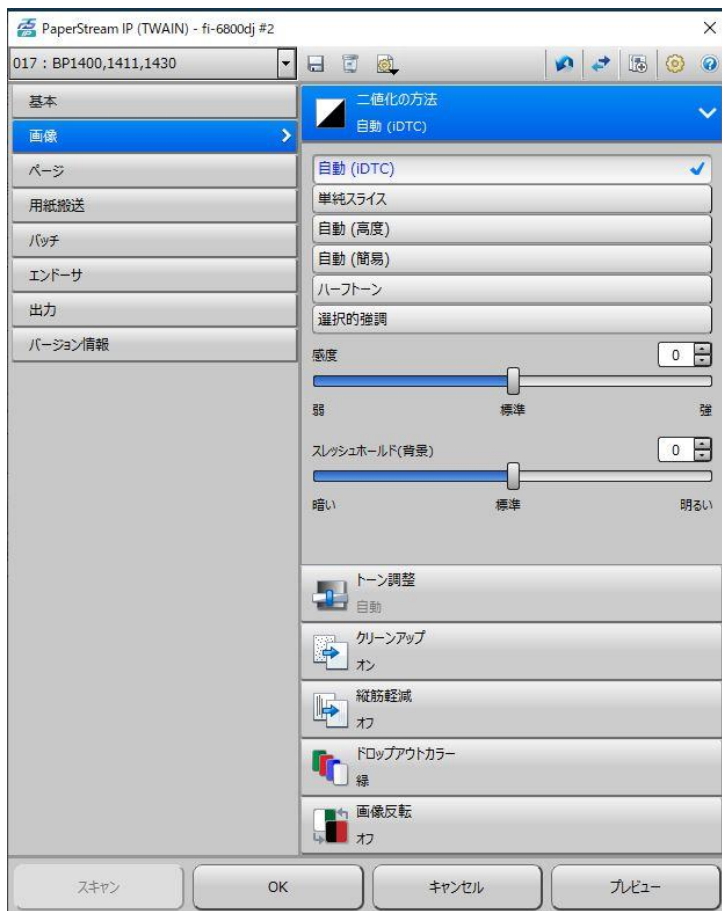 PaperStream IP (TWAIN) - fi-6800dj #2
017 : BP1400,1411,1430
基本
画像
ページ
用紙搬送
バッチ
エンドーサ
出力
バージョン情報
二値化の方法
自動 (iDTC)
自動 (iDTC)
単純スライス
自動 (高度)
自動 (簡易)
ハーフトーン
選択的強調
感度
0
弱 標準 強
スレッシュホールド(背景)
0
暗い 標準 明るい
トーン調整
自動
クリーンアップ
オン
縦筋軽減
オフ
ドロップアウトカラー
緑
画像反転
オフ
スキャン OK キャンセル プレビュー